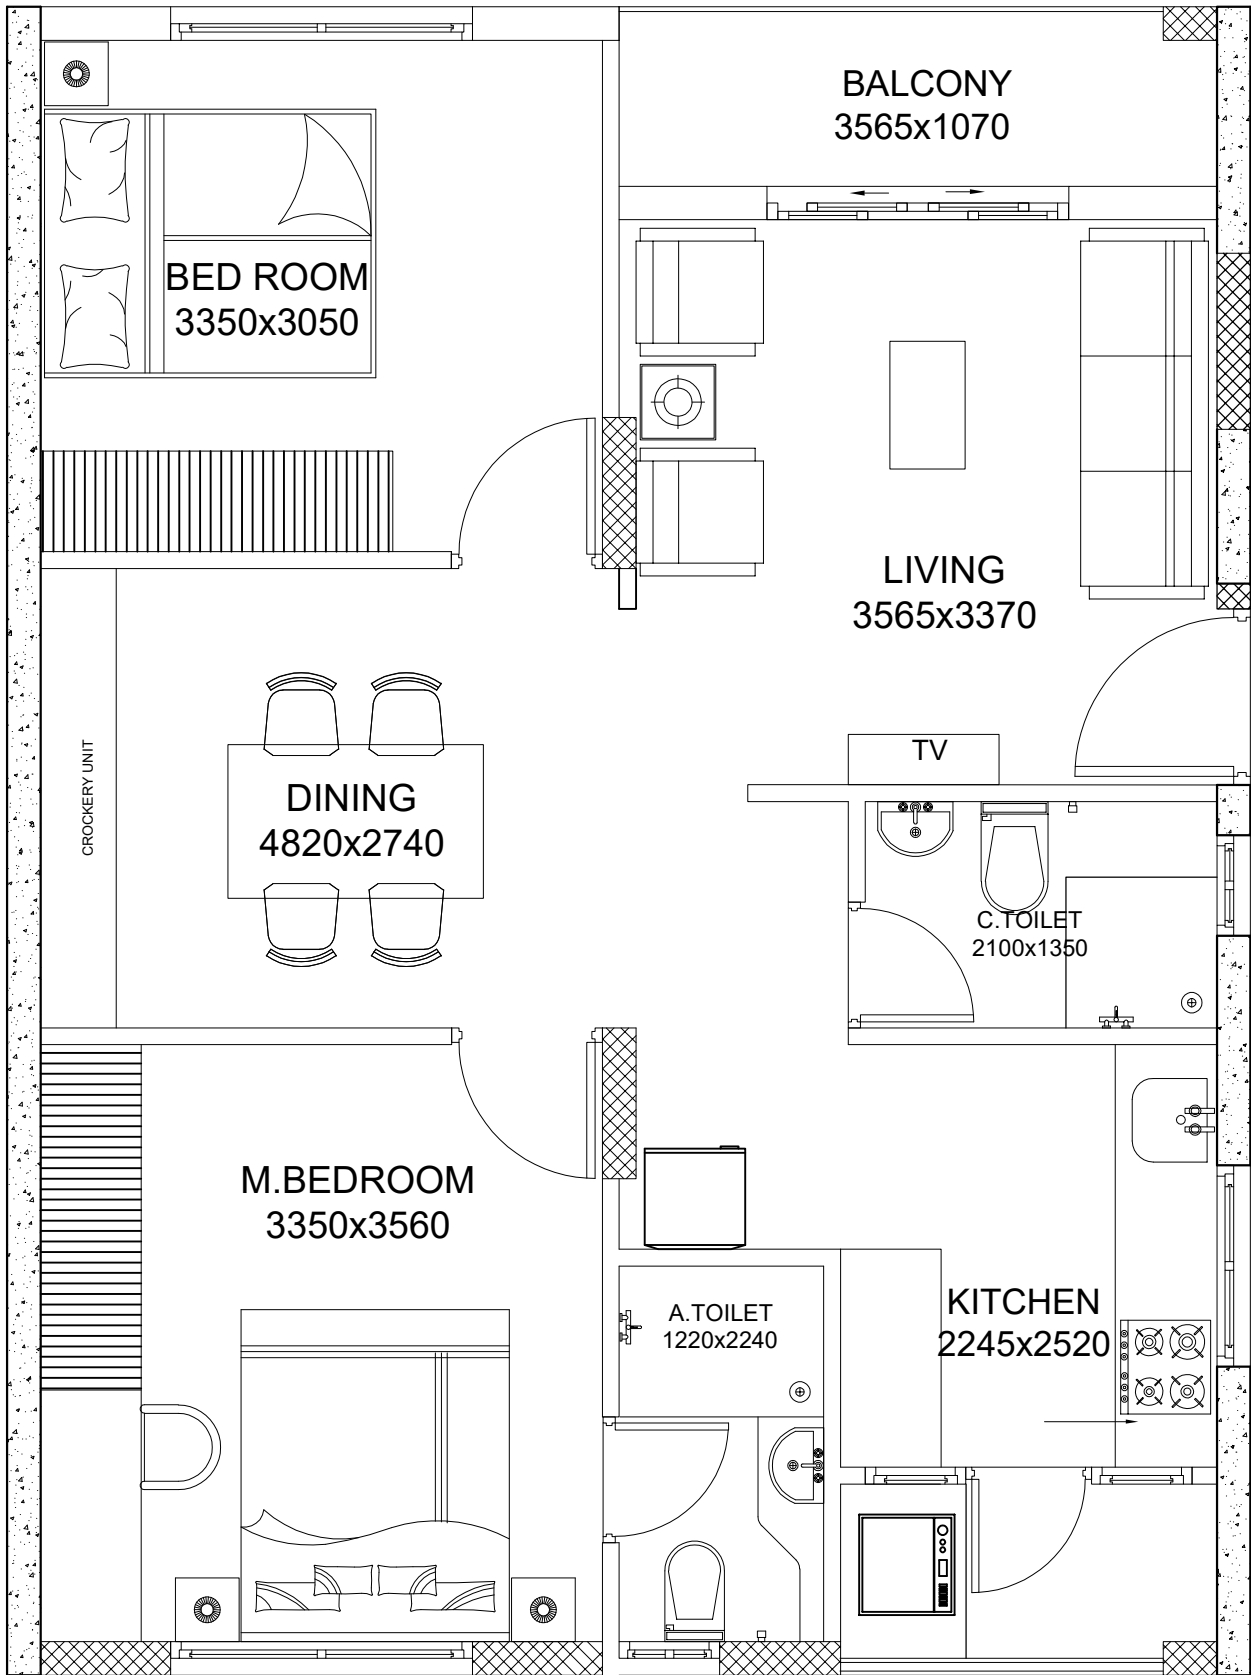 BALCONY
3565x1070
BED ROOM
3350x3050
LIVING
3565x3370
TV
CROCKERY UNIT
DINING
4820x2740
C.TOILET
2100x1350
M.BEDROOM
3350x3560
A.TOILET
1220x2240
KITCHEN
2245x2520